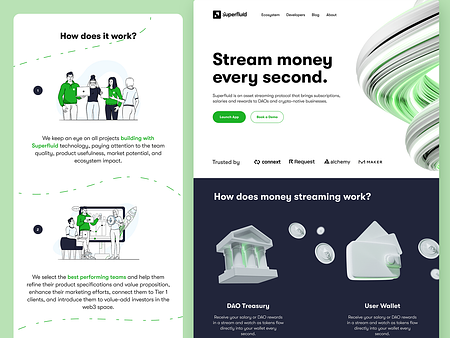 How does it work?
1
We keep an eye on all projects building with
Superfluid technology, paying attention to the team
quality, product usefulness, market potential, and
ecosystem impact.
2
We select the best performing teams and help them
refine their product specifications and value proposition,
enhance their marketing efforts, connect them to Tier 1
clients, and introduce them to value-add investors in the
web3 space.
superfluid
Ecosystem Developers Blog About
Stream money
every second.
Superfluid is an asset streaming protocol that brings subscriptions,
salaries and rewards to DAOs and crypto-native businesses.
Launch App Book a Demo
Trusted by connext Request alchemy MAKER
How does money streaming work?
DAO Treasury
Receive your salary or DAO rewards
in a stream and watch as tokens flow
directly into your wallet every
second.
User Wallet
Receive your salary or DAO rewards
in a stream and watch as tokens flow
directly into your wallet every
second.